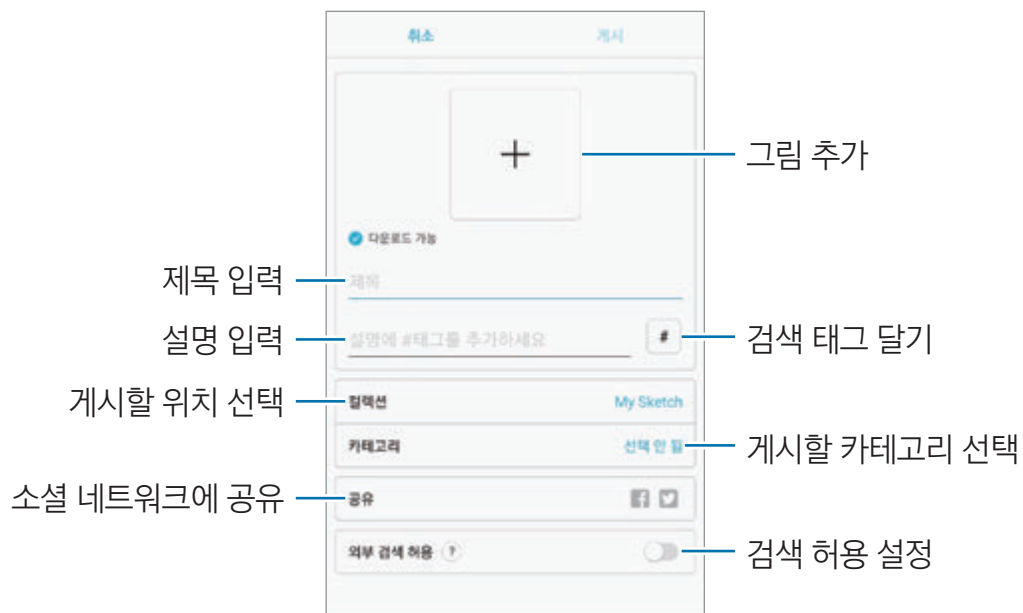 취소 게시
그림 추가
다운로드 가능
제목 입력 제목
설명 입력 설명에 #태그를 추가하세요 # 검색 태그 달기
게시할 위치 선택 컬렉션 My Sketch
카테고리 선택 안 됨 게시할 카테고리 선택
소셜 네트워크에 공유 공유
외부 검색 허용 ? 검색 허용 설정